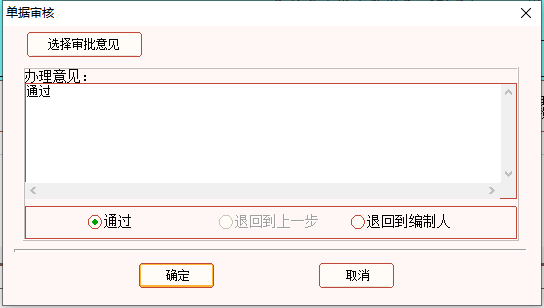 单据审核
选择审批意见
办理意见：
通过
通过 退回到上一步 退回到编制人
确定 取消